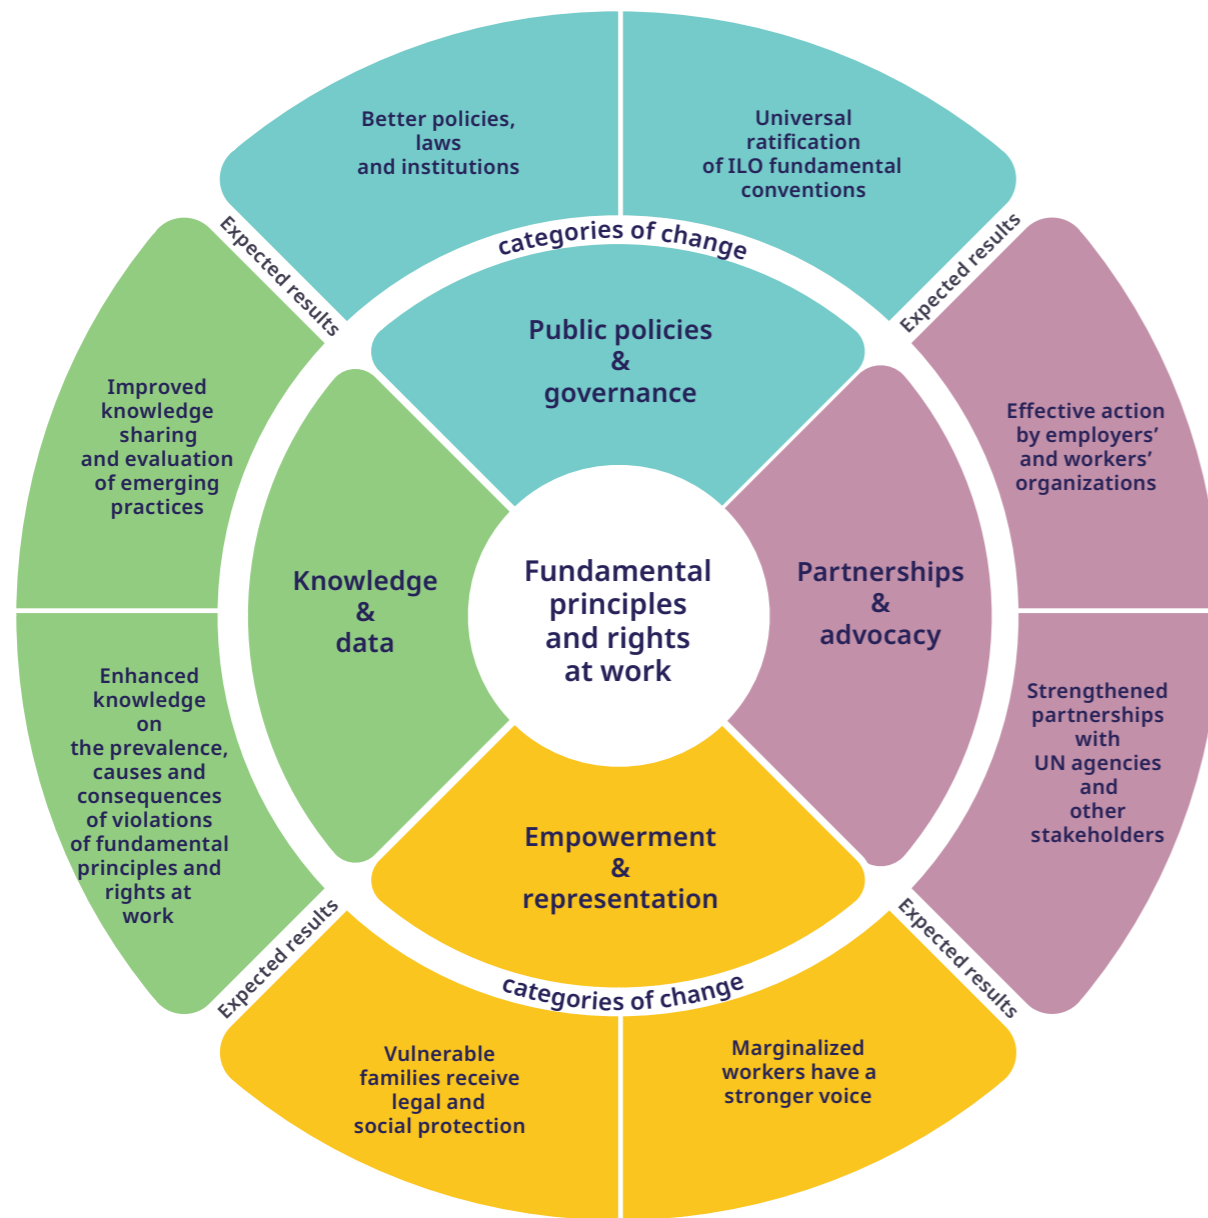 Better policies,
laws
and institutions
Universal
ratification
of ILO fundamental
conventions
Expected results
categories of change
Expected results
Public policies
&
governance
Improved
knowledge
sharing
and evaluation
of emerging
practices
Effective action
by employers’
and workers’
organizations
Knowledge
&
data
Fundamental
principles
and rights
at work
Partnerships
&
advocacy
Enhanced
knowledge
on
the prevalence,
causes and
consequences
of violations
of fundamental
principles and
rights at
work
Strengthened
partnerships
with
UN agencies
and
other
stakeholders
Empowerment
&
representation
Expected results
categories of change
Expected results
Vulnerable
families receive
legal and
social protection
Marginalized
workers have a
stronger voice